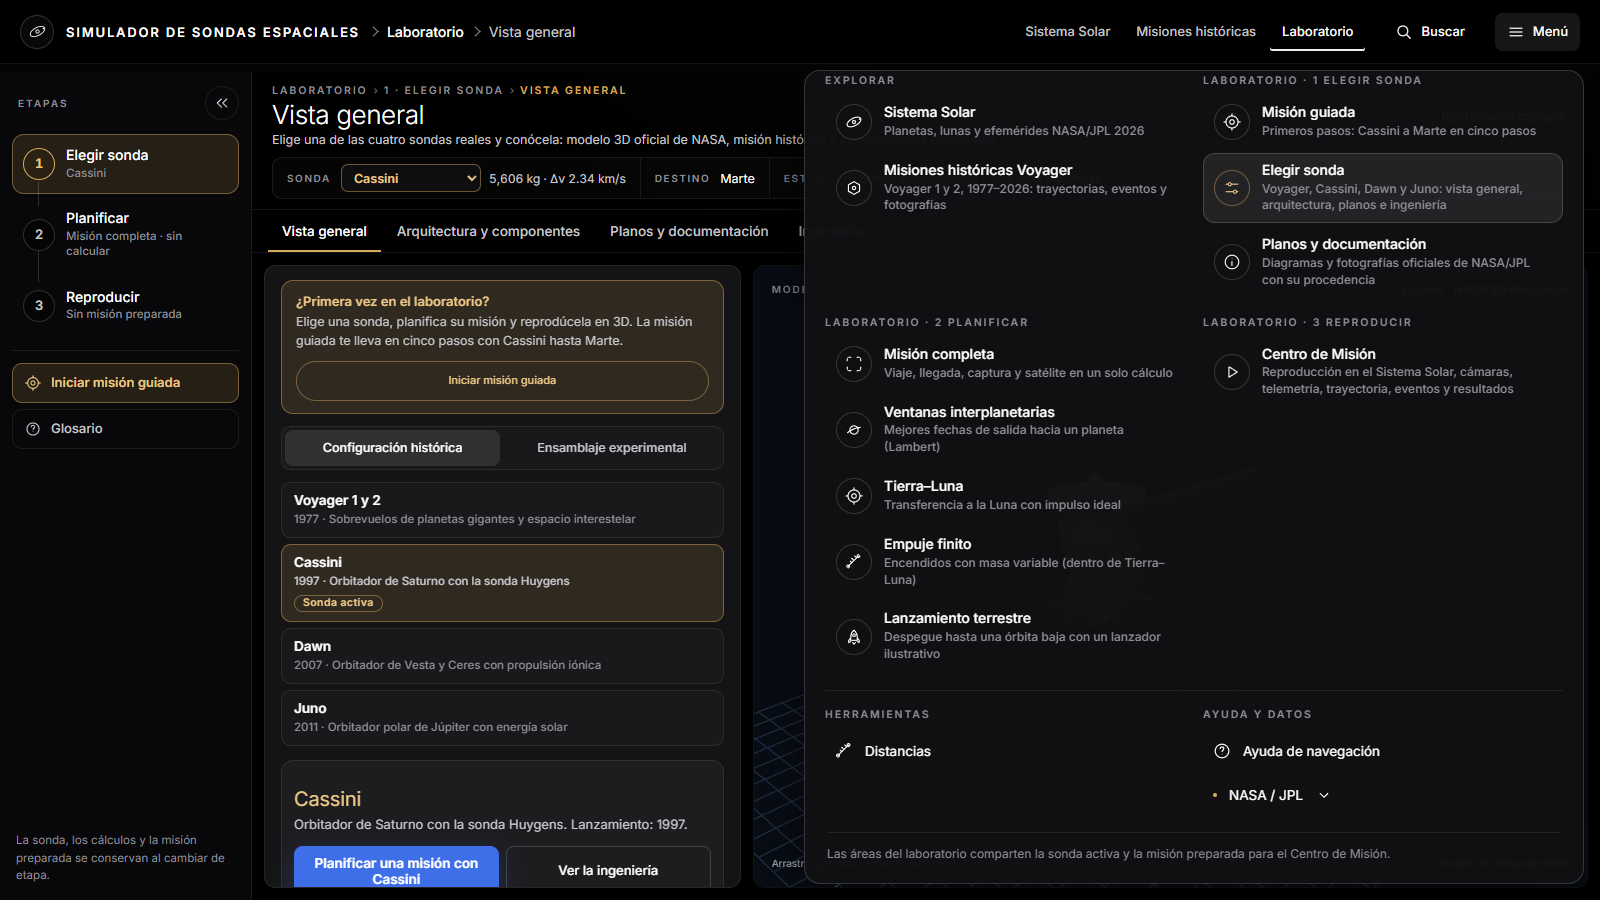 SIMULADOR DE SONDAS ESPACIALES
Laboratorio
Vista general
Sistema Solar
Misiones históricas
Laboratorio
Buscar
Menú
ETAPAS
1
Elegir sonda
Cassini
2
Planificar
Misión completa · sin
calcular
3
Reproducir
Sin misión preparada
Iniciar misión guiada
Glosario
La sonda, los cálculos y la misión
preparada se conservan al cambiar de
etapa.
LABORATORIO › 1 · ELEGIR SONDA › VISTA GENERAL
Vista general
Elige una de las cuatro sondas reales y conócela: modelo 3D oficial de NASA, misión
SONDA
Cassini
5,606 kg · Δv 2.34 km/s
DESTINO
Marte
Vista general
Arquitectura y componentes
Planos y documentación
¿Primera vez en el laboratorio?
Elige una sonda, planifica su misión y reprodúcela en 3D. La misión
guiada te lleva en cinco pasos con Cassini hasta Marte.
Iniciar misión guiada
Configuración histórica
Ensamblaje experimental
Voyager 1 y 2
1977 · Sobrevuelos de planetas gigantes y espacio interestelar
Cassini
1997 · Orbitador de Saturno con la sonda Huygens
Sonda activa
Dawn
2007 · Orbitador de Vesta y Ceres con propulsión iónica
Juno
2011 · Orbitador polar de Júpiter con energía solar
Cassini
Orbitador de Saturno con la sonda Huygens. Lanzamiento: 1997.
Planificar una misión con
Cassini
Ver la ingeniería
EXPLORAR
Sistema Solar
Planetas, lunas y efemérides NASA/JPL 2026
Misiones históricas Voyager
Voyager 1 y 2, 1977–2026: trayectorias, eventos y
fotografías
LABORATORIO · 1 ELEGIR SONDA
Misión guiada
Primeros pasos: Cassini a Marte en cinco pasos
Elegir sonda
Voyager, Cassini, Dawn y Juno: vista general,
arquitectura, planos e ingeniería
Planos y documentación
Diagramas y fotografías oficiales de NASA/JPL
con su procedencia
LABORATORIO · 2 PLANIFICAR
Misión completa
Viaje, llegada, captura y satélite en un solo cálculo
Ventanas interplanetarias
Mejores fechas de salida hacia un planeta
(Lambert)
Tierra–Luna
Transferencia a la Luna con impulso ideal
Empuje finito
Encendidos con masa variable (dentro de Tierra–
Luna)
Lanzamiento terrestre
Despegue hasta una órbita baja con un lanzador
ilustrativo
LABORATORIO · 3 REPRODUCIR
Centro de Misión
Reproducción en el Sistema Solar, cámaras,
telemetría, trayectoria, eventos y resultados
HERRAMIENTAS
Distancias
AYUDA Y DATOS
Ayuda de navegación
NASA / JPL
Las áreas del laboratorio comparten la sonda activa y la misión preparada para el Centro de Misión.